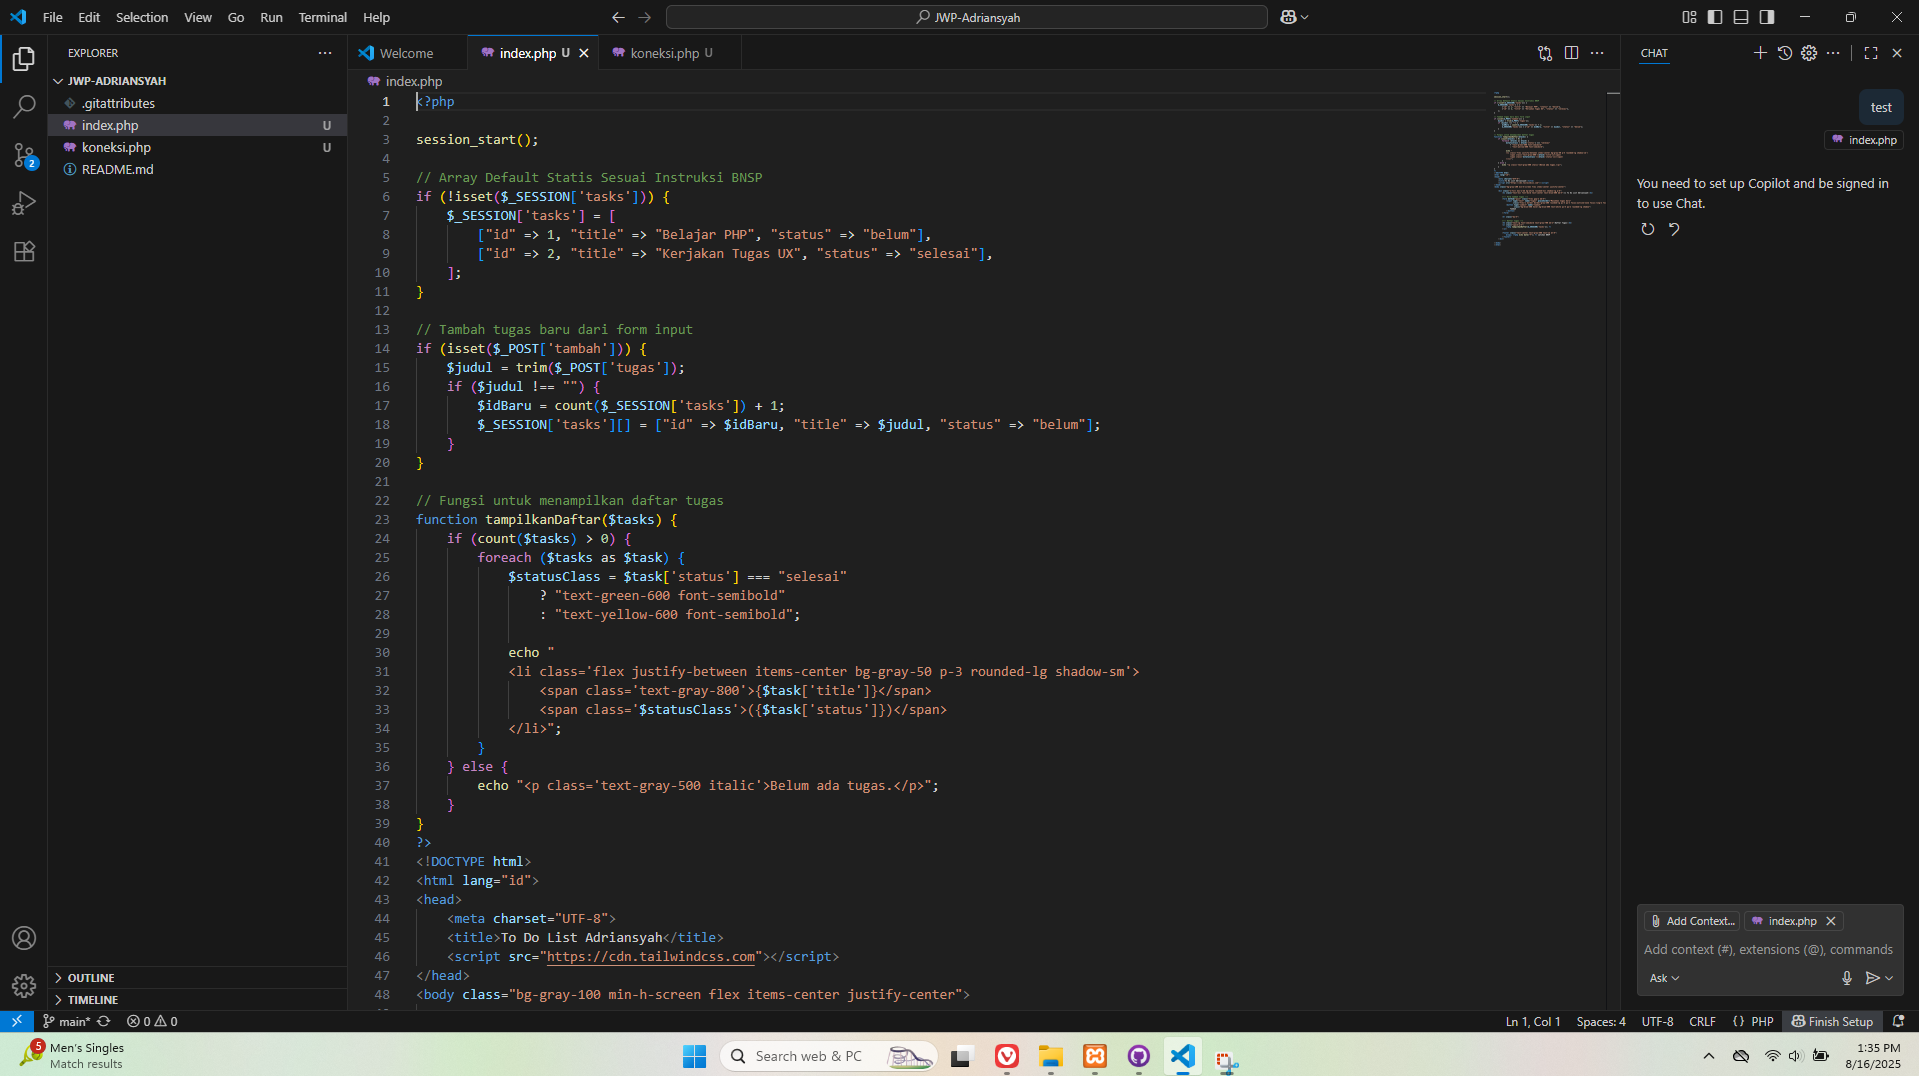 File Edit Selection View Go Run Terminal Help
JWP-Adriansyah
EXPLORER
JWP-ADRIANSYAH
.gitattributes
index.php U
koneksi.php U
README.md
2
OUTLINE
TIMELINE
Welcome index.php U koneksi.php U
index.php
1 <?php
2
3 session_start();
4
5 // Array Default Statis Sesuai Instruksi BNSP
6 if (!isset($_SESSION['tasks'])) {
7 $_SESSION['tasks'] = [
8 ["id" => 1, "title" => "Belajar PHP", "status" => "belum"],
9 ["id" => 2, "title" => "Kerjakan Tugas UX", "status" => "selesai"],
10 ];
11 }
12
13 // Tambah tugas baru dari form input
14 if (isset($_POST['tambah'])) {
15 $judul = trim($_POST['tugas']);
16 if ($judul !== "") {
17 $idBaru = count($_SESSION['tasks']) + 1;
18 $_SESSION['tasks'][] = ["id" => $idBaru, "title" => $judul, "status" => "belum"];
19 }
20 }
21
22 // Fungsi untuk menampilkan daftar tugas
23 function tampilkanDaftar($tasks) {
24 if (count($tasks) > 0) {
25 foreach ($tasks as $task) {
26 $statusClass = $task['status'] === "selesai"
27 ? "text-green-600 font-semibold"
28 : "text-yellow-600 font-semibold";
29
30 echo "
31 <li class='flex justify-between items-center bg-gray-50 p-3 rounded-lg shadow-sm'>
32 <span class='text-gray-800'>{$task['title']}</span>
33 <span class='$statusClass'>({$task['status']})</span>
34 </li>";
35 }
36 } else {
37 echo "<p class='text-gray-500 italic'>Belum ada tugas.</p>";
38 }
39 }
40 ?>
41 <!DOCTYPE html>
42 <html lang="id">
43 <head>
44 <meta charset="UTF-8">
45 <title>To Do List Adriansyah</title>
46 <script src="https://cdn.tailwindcss.com"></script>
47 </head>
48 <body class="bg-gray-100 min-h-screen flex items-center justify-center">
CHAT
test
index.php
You need to set up Copilot and be signed in
to use Chat.
Add Context... index.php
Add context (#), extensions (@), commands
Ask
main* 0 0 Ln 1, Col 1 Spaces: 4 UTF-8 CRLF {} PHP Finish Setup
5
Men's Singles
Match results
Search web & PC
1:35 PM
8/16/2025